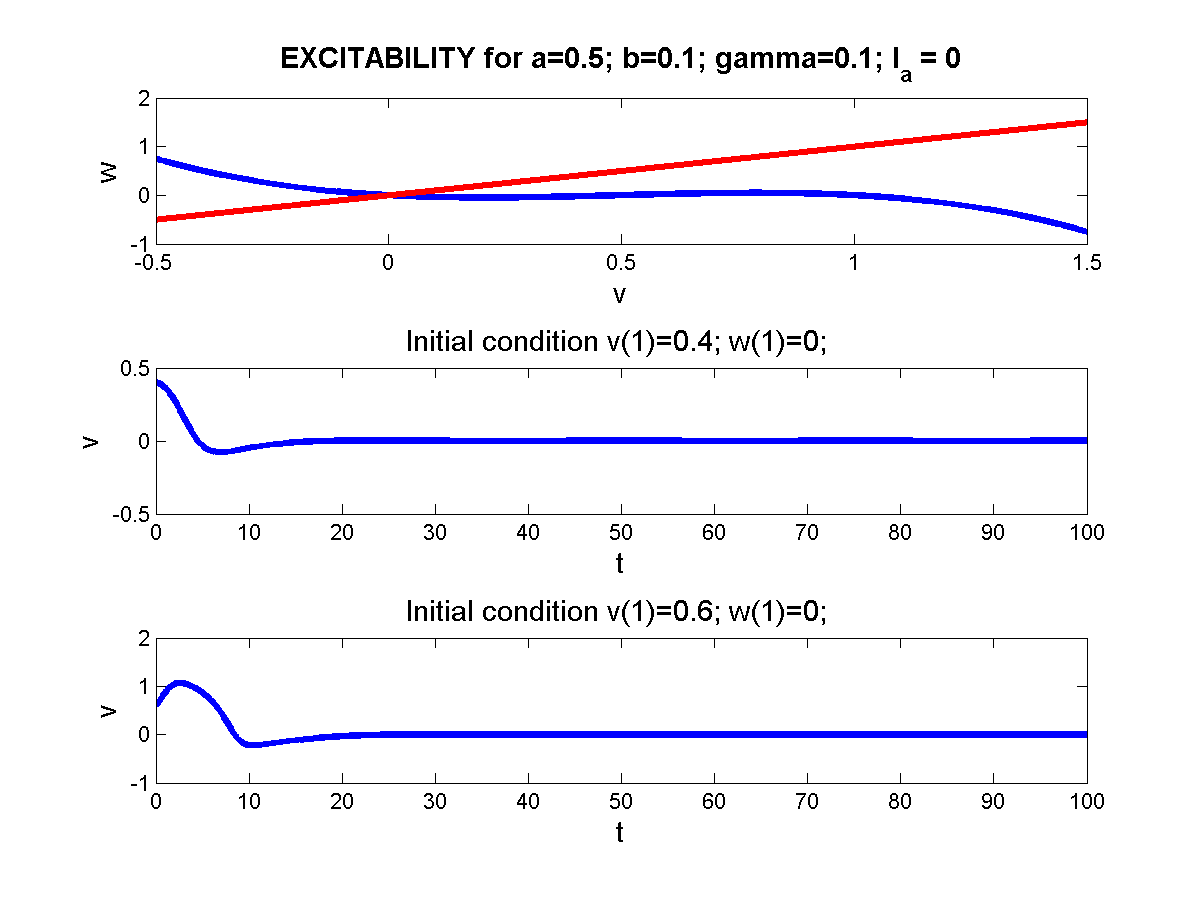 EXCITABILITY for a=0.5; b=0.1; gamma=0.1; I_a = 0
2
1
0
-1
w
-0.5 0 0.5 1 1.5
v
Initial condition v(1)=0.4; w(1)=0;
0.5
0
-0.5
v
0 10 20 30 40 50 60 70 80 90 100
t
Initial condition v(1)=0.6; w(1)=0;
2
1
0
-1
v
0 10 20 30 40 50 60 70 80 90 100
t